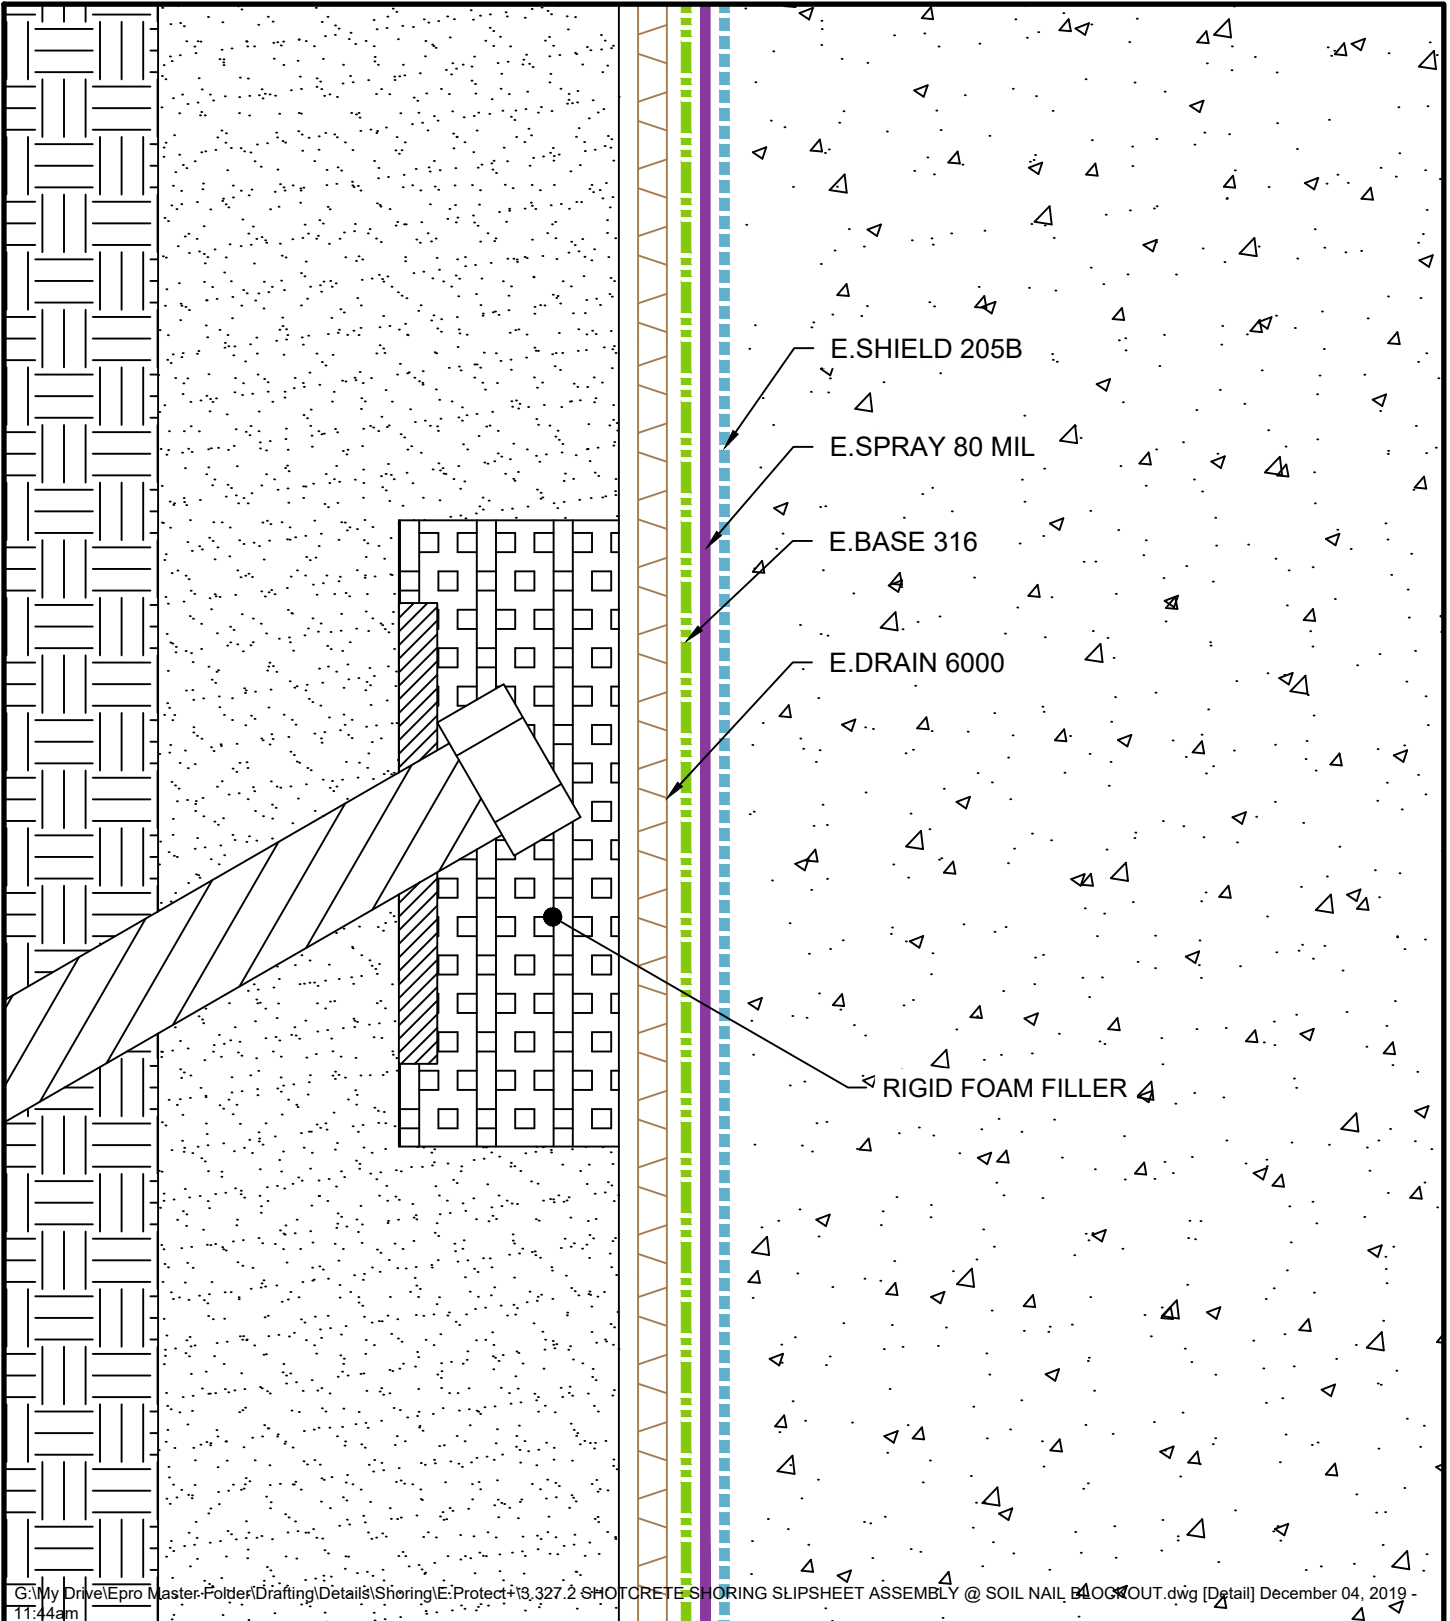 E.SHIELD 205B
E.SPRAY 80 MIL
E.BASE 316
E.DRAIN 6000
RIGID FOAM FILLER
G:\My Drive\Epro Master Folder\Drafting\Details\Shoring\E.Protect+\3.327.2 SHOTCRETE SHORING SLIPSHEET ASSEMBLY @ SOIL NAIL BLOCKOUT.dwg [Detail] December 04, 2019 -
11:44am